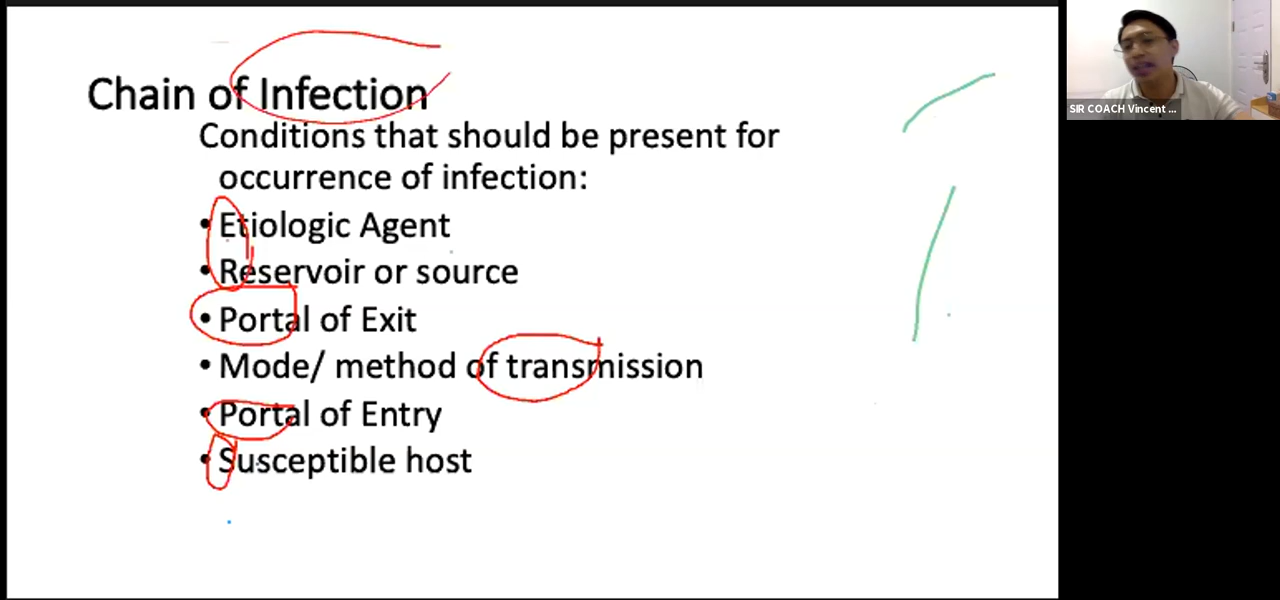 Chain of Infection
Conditions that should be present for
occurrence of infection:
• Etiologic Agent
• Reservoir or source
• Portal of Exit
• Mode/ method of transmission
• Portal of Entry
• Susceptible host
SIR COACH Vincent ...